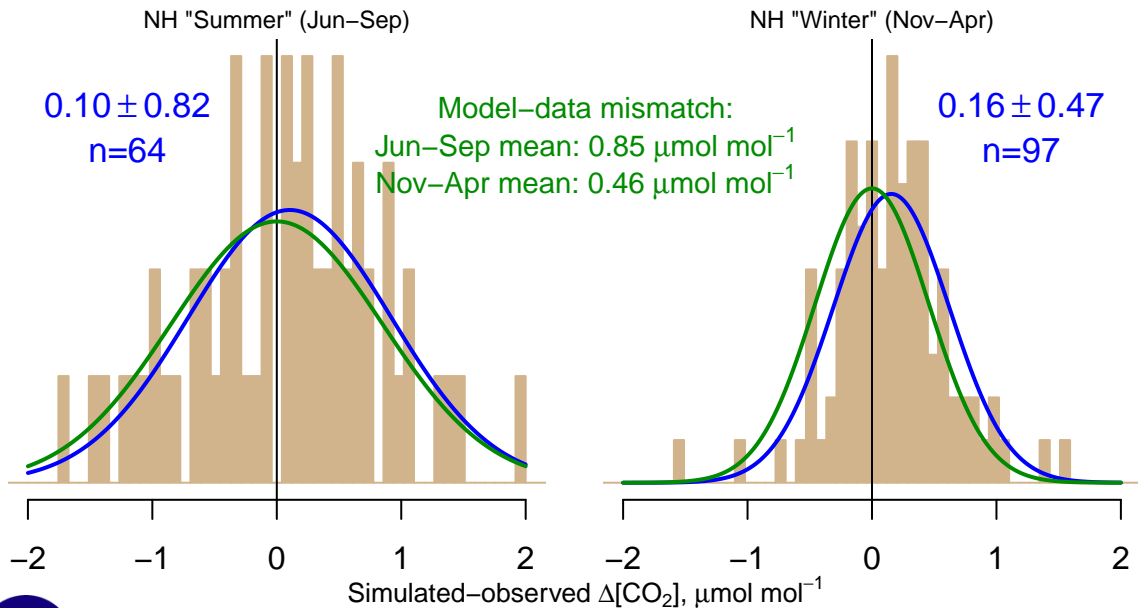 NH "Summer" (Jun−Sep)
NH "Winter" (Nov−Apr)
0.10 ± 0.82
n=64
Model−data mismatch:
Jun−Sep mean: 0.85 μmol mol⁻¹
Nov−Apr mean: 0.46 μmol mol⁻¹
0.16 ± 0.47
n=97
−2 −1 0 1 2
−2 −1 0 1 2
Simulated−observed Δ[CO₂], μmol mol⁻¹